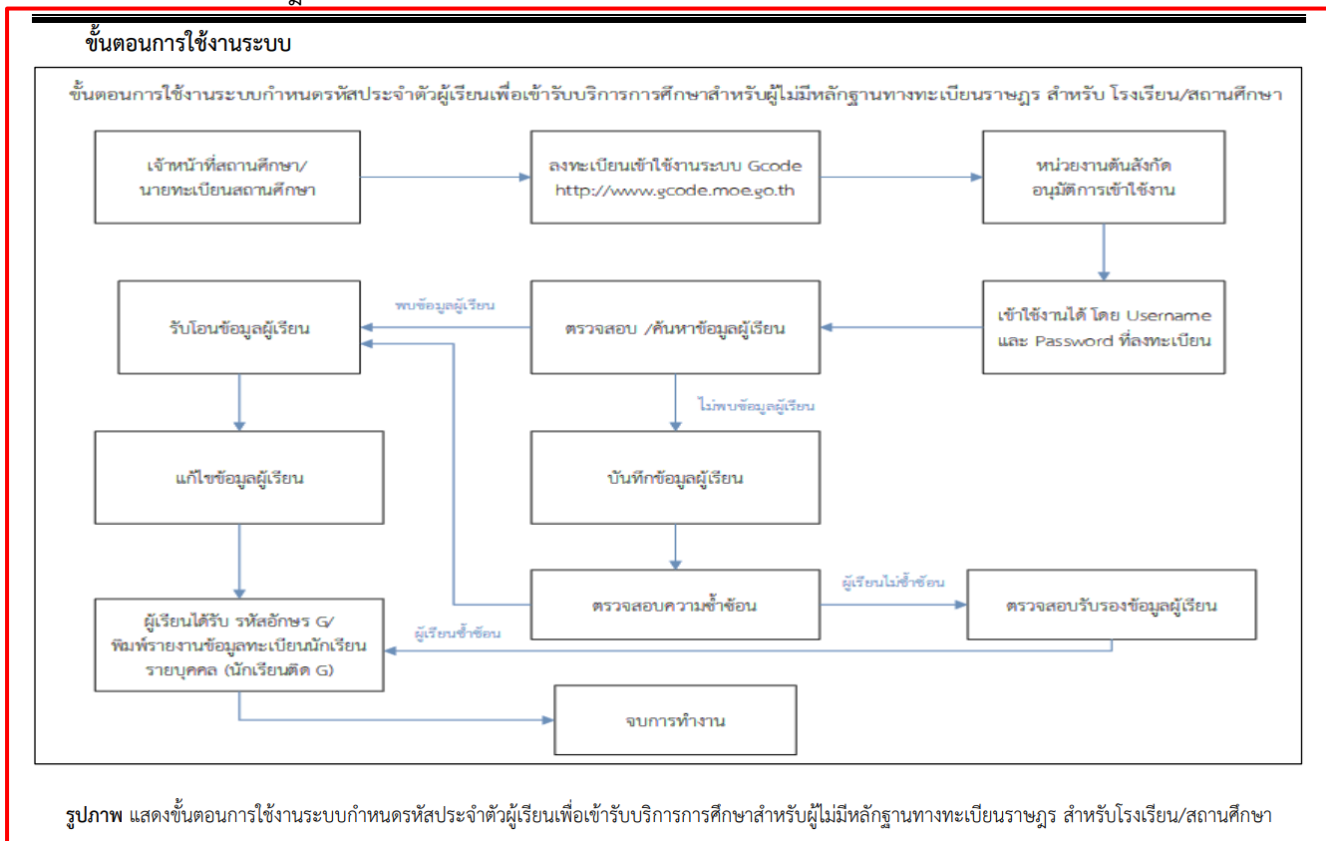 ขั้นตอนการใช้งานระบบ
ขั้นตอนการใช้งานระบบกำหนดรหัสประจำตัวผู้เรียนเพื่อเข้ารับบริการการศึกษาสำหรับผู้ไม่มีหลักฐานทางทะเบียนราษฎร สำหรับ โรงเรียน/สถานศึกษา
เจ้าหน้าที่สถานศึกษา/
นายทะเบียนสถานศึกษา
ลงทะเบียนเข้าใช้งานระบบ Gcode
http://www.gcode.moe.go.th
หน่วยงานต้นสังกัด
อนุมัติการเข้าใช้งาน
รับโอนข้อมูลผู้เรียน
พบข้อมูลผู้เรียน
ตรวจสอบ /ค้นหาข้อมูลผู้เรียน
เข้าใช้งานได้ โดย Username
และ Password ที่ลงทะเบียน
ไม่พบข้อมูลผู้เรียน
แก้ไขข้อมูลผู้เรียน
บันทึกข้อมูลผู้เรียน
ผู้เรียนได้รับ รหัสอักษร G/
พิมพ์รายงานข้อมูลทะเบียนนักเรียน
รายบุคคล (นักเรียนติด G)
ผู้เรียนซ้ำซ้อน
ตรวจสอบความซ้ำซ้อน
ผู้เรียนไม่ซ้ำซ้อน
ตรวจสอบรับรองข้อมูลผู้เรียน
จบการทำงาน
รูปภาพ แสดงขั้นตอนการใช้งานระบบกำหนดรหัสประจำตัวผู้เรียนเพื่อเข้ารับบริการการศึกษาสำหรับผู้ไม่มีหลักฐานทางทะเบียนราษฎร สำหรับโรงเรียน/สถานศึกษา